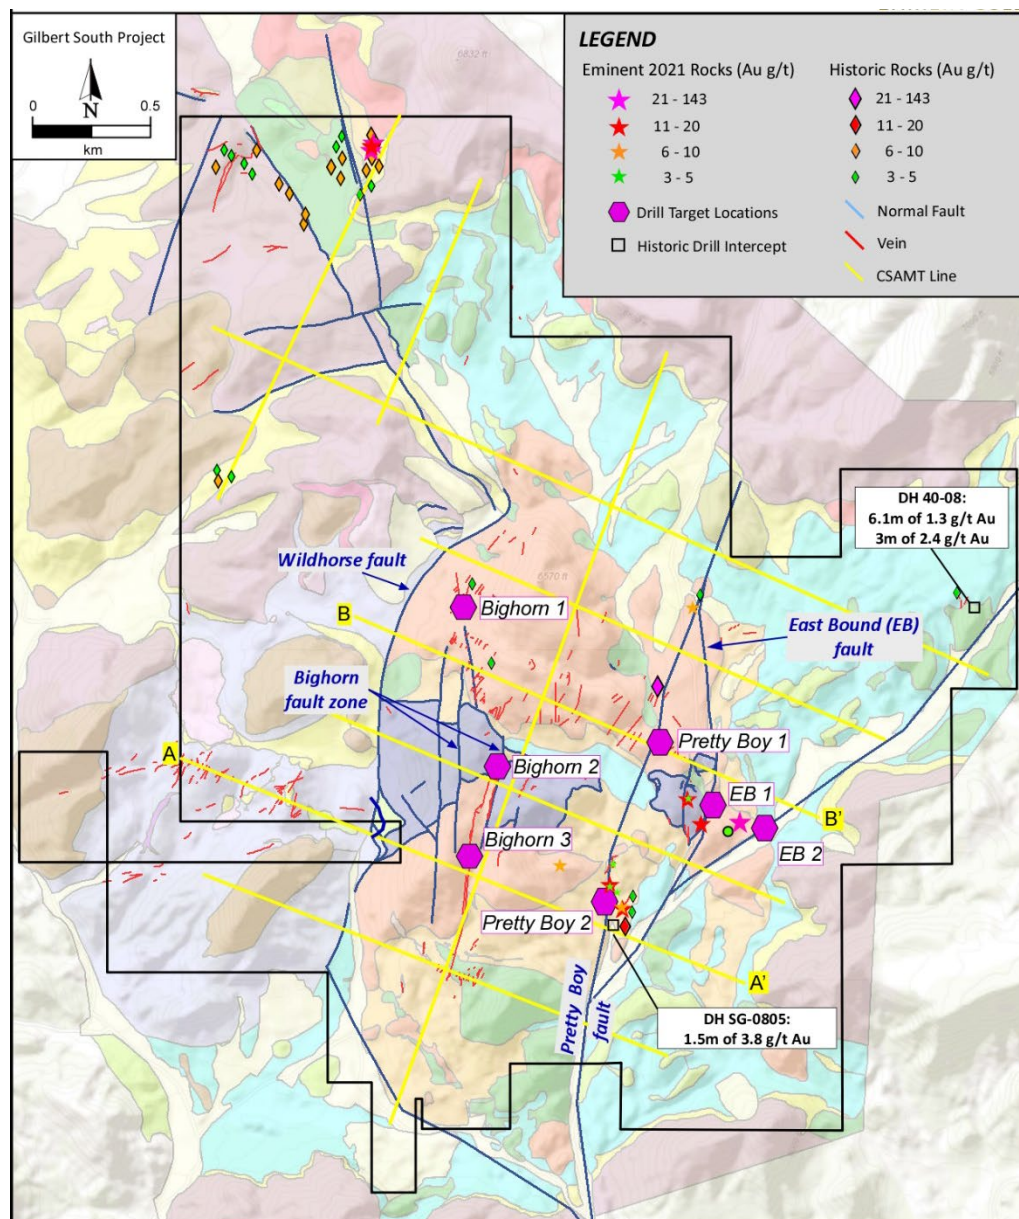 Gilbert South Project
0 0.5
N
km
LEGEND
Eminent 2021 Rocks (Au g/t)
21 - 143
11 - 20
6 - 10
3 - 5
Drill Target Locations
Historic Drill Intercept
Historic Rocks (Au g/t)
21 - 143
11 - 20
6 - 10
3 - 5
Normal Fault
Vein
CSAMT Line
6832 ft
DH 40-08:
6.1m of 1.3 g/t Au
3m of 2.4 g/t Au
Wildhorse fault
6570 ft
Bighorn 1
B
East Bound (EB)
fault
Bighorn
fault zone
Pretty Boy 1
A
Bighorn 2
EB 1
B'
EB 2
Bighorn 3
Pretty Boy 2
A'
Pretty Boy
fault
DH SG-0805:
1.5m of 3.8 g/t Au